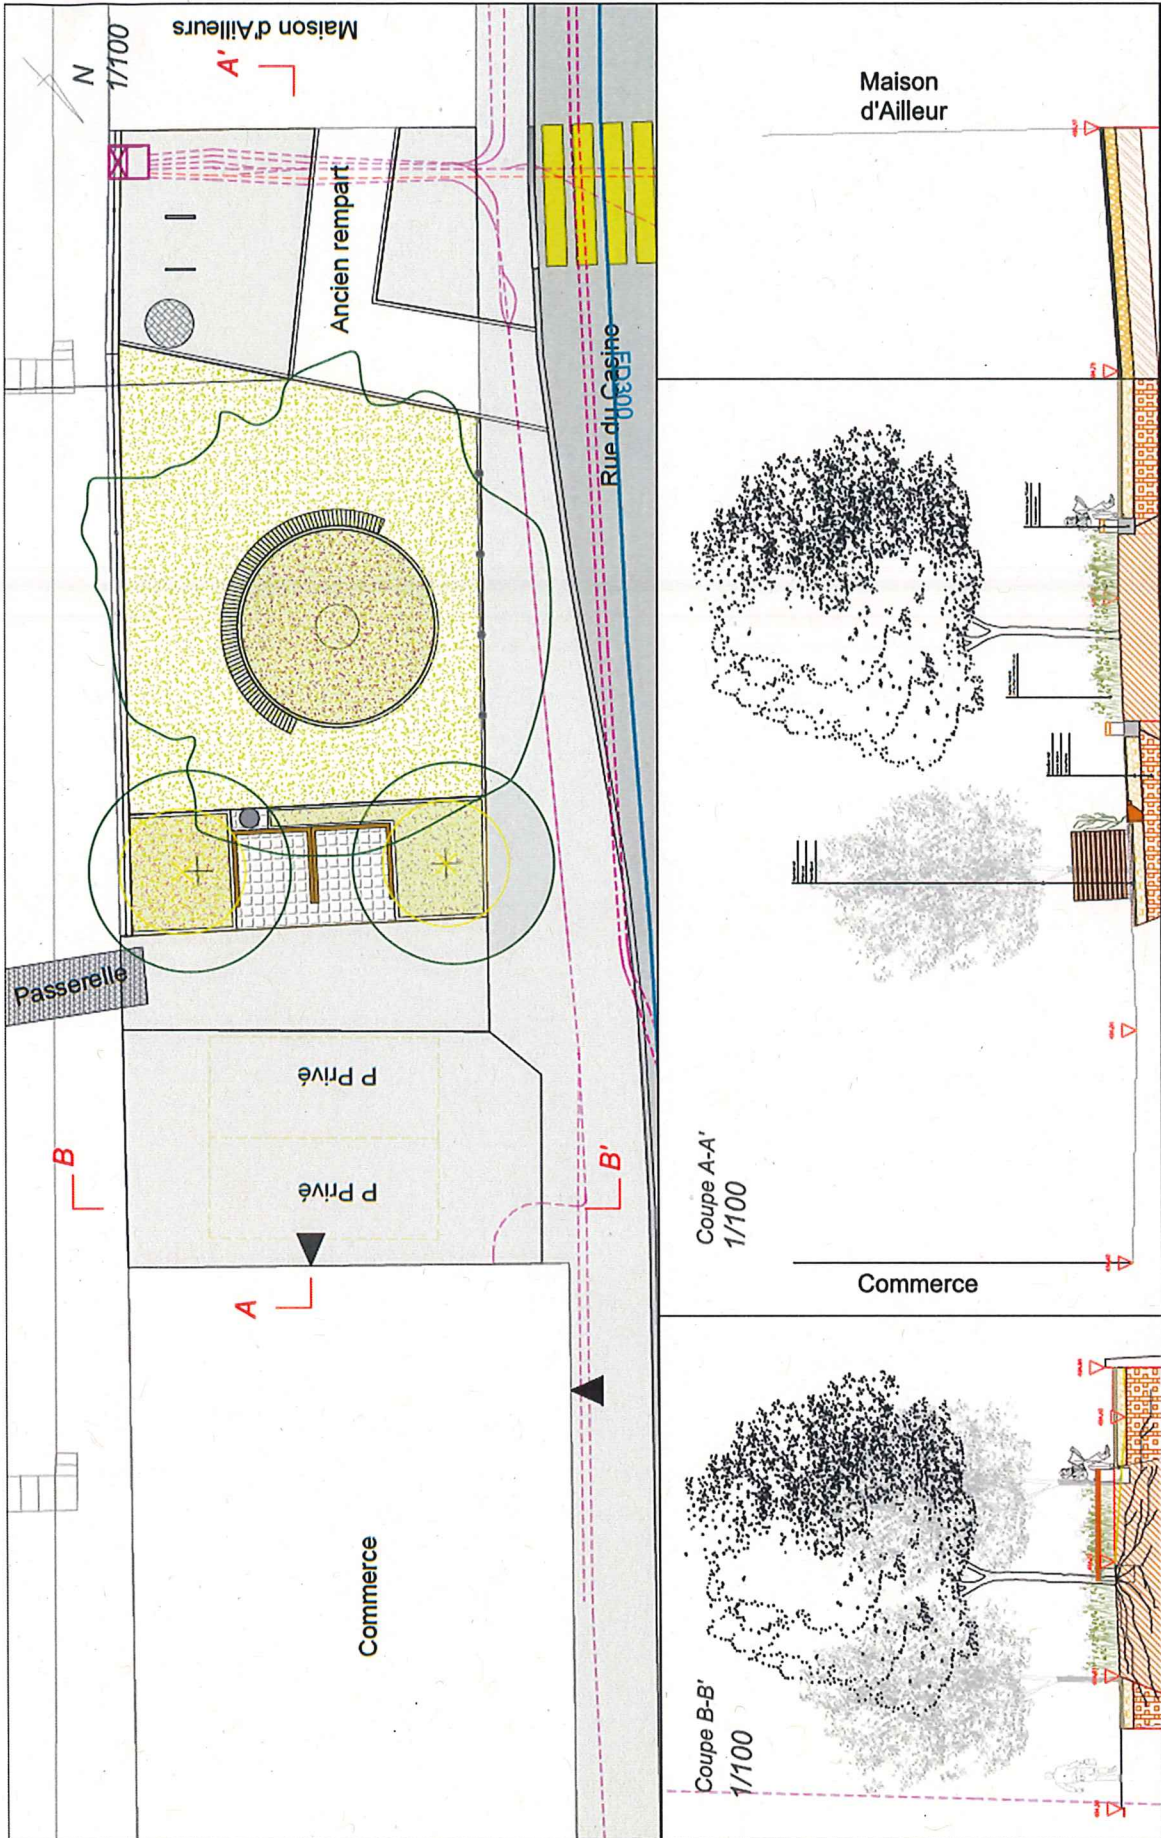 Maison d'Ailleurs
N
1/100
A'
Ancien rempart
Rue du Casino
ED300
Passerelle
P Privé
P Privé
B
B'
A
Commerce
Maison
d'Ailleur
Coupe A-A'
1/100
Commerce
Coupe B-B'
1/100